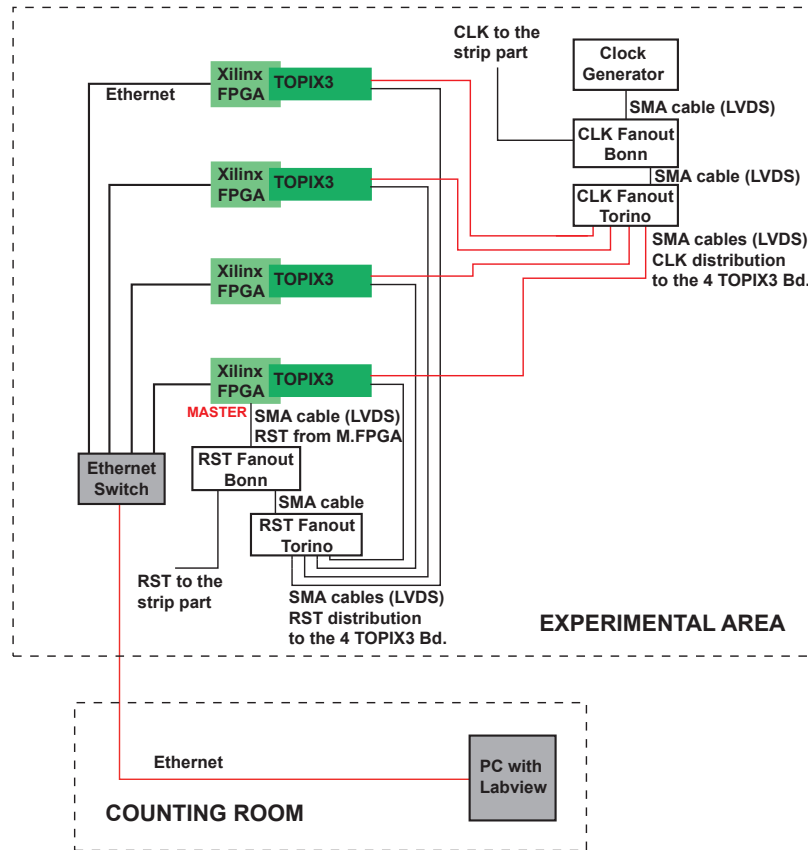 CLK to the
strip part
Clock
Generator
Xilinx
FPGA
TOPIX3
Ethernet
SMA cable (LVDS)
CLK Fanout
Bonn
SMA cable (LVDS)
Xilinx
FPGA
TOPIX3
CLK Fanout
Torino
SMA cables (LVDS)
CLK distribution
to the 4 TOPIX3 Bd.
Xilinx
FPGA
TOPIX3
Xilinx
FPGA
TOPIX3
MASTER
SMA cable (LVDS)
RST from M.FPGA
Ethernet
Switch
RST Fanout
Bonn
SMA cable
RST Fanout
Torino
RST to the
strip part
SMA cables (LVDS)
RST distribution
to the 4 TOPIX3 Bd.
EXPERIMENTAL AREA
Ethernet
PC with
Labview
COUNTING ROOM